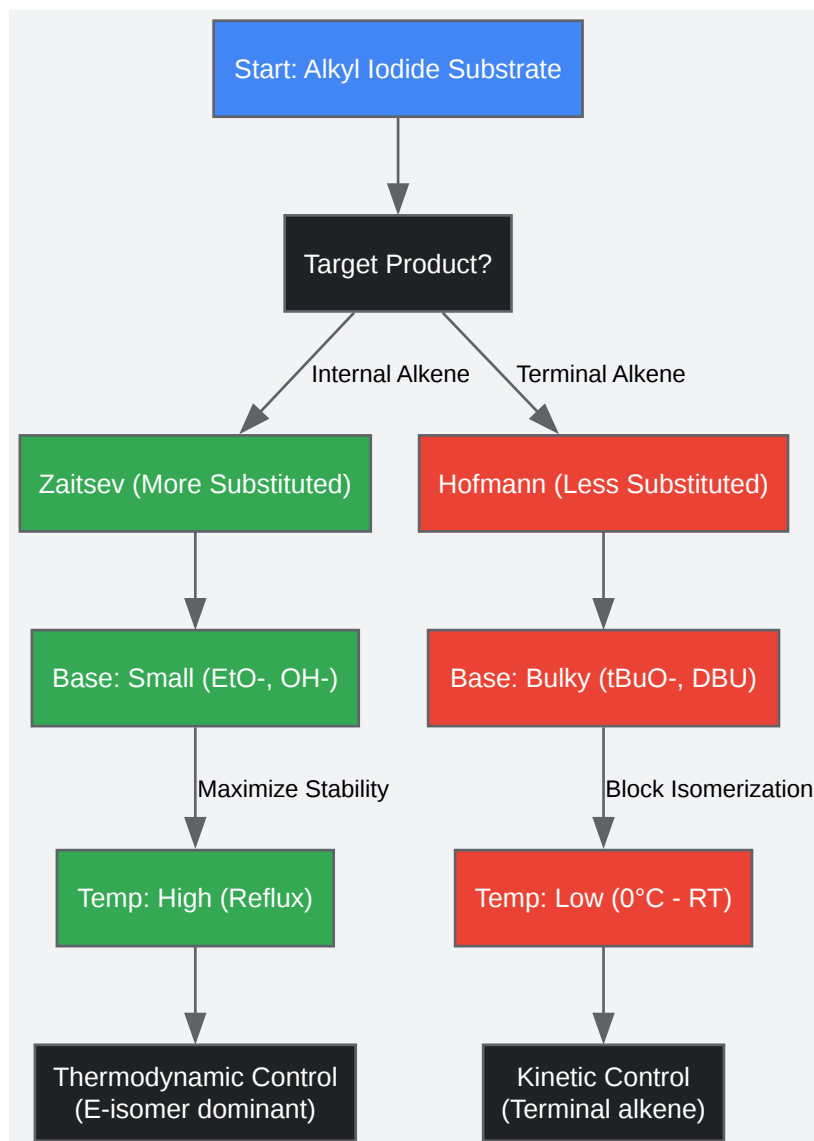 Start: Alkyl Iodide Substrate
Target Product?
Internal Alkene
Terminal Alkene
Zaitsev (More Substituted)
Hofmann (Less Substituted)
Base: Small (EtO-, OH-)
Base: Bulky (tBuO-, DBU)
Maximize Stability
Block Isomerization
Temp: High (Reflux)
Temp: Low (0°C - RT)
Thermodynamic Control
(E-isomer dominant)
Kinetic Control
(Terminal alkene)